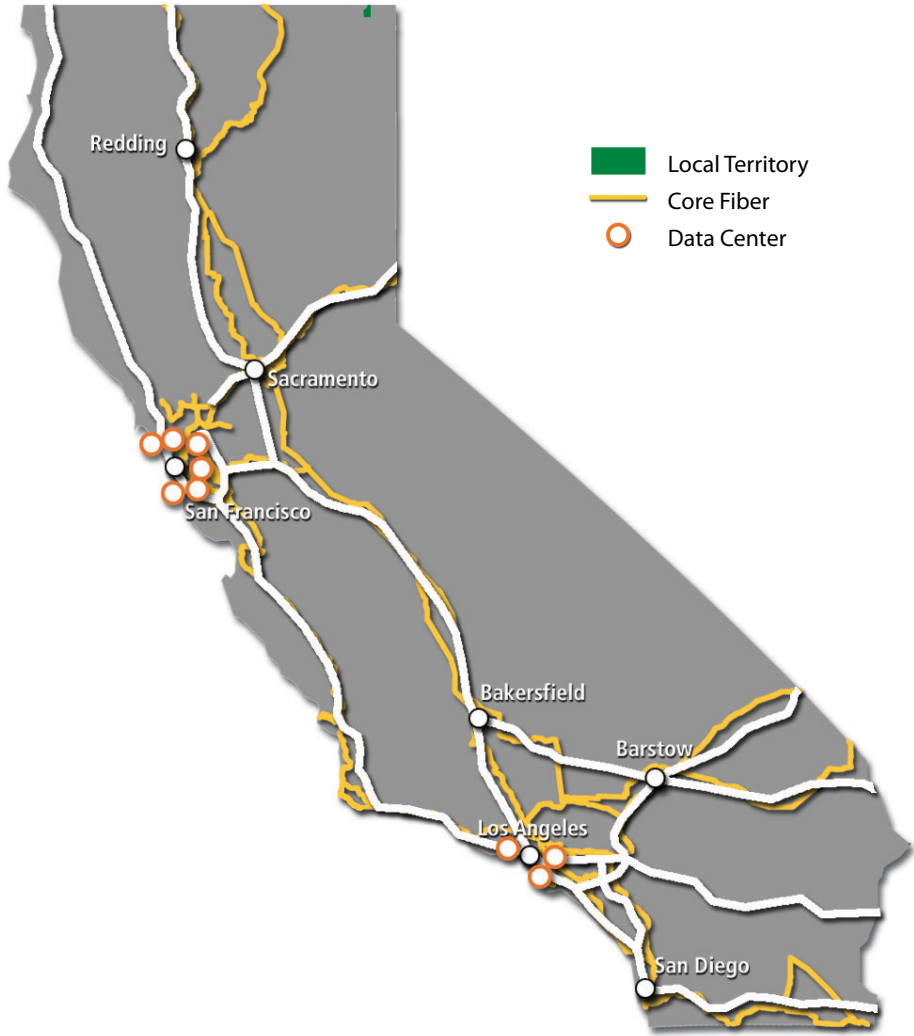 Redding
Local Territory
Core Fiber
Data Center
Sacramento
San Francisco
Bakersfield
Barstow
Los Angeles
San Diego